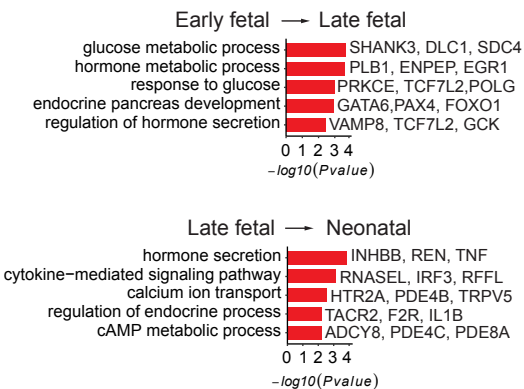 Early fetal → Late fetal
glucose metabolic process SHANK3, DLC1, SDC4
hormone metabolic process PLB1, ENPEP, EGR1
response to glucose PRKCE, TCF7L2,POLG
endocrine pancreas development GATA6,PAX4, FOXO1
regulation of hormone secretion VAMP8, TCF7L2, GCK
0 1 2 3 4
−log10(Pvalue)
Late fetal → Neonatal
hormone secretion INHBB, REN, TNF
cytokine−mediated signaling pathway RNASEL, IRF3, RFFL
calcium ion transport HTR2A, PDE4B, TRPV5
regulation of endocrine process TACR2, F2R, IL1B
cAMP metabolic process ADCY8, PDE4C, PDE8A
0 1 2 3 4
−log10(Pvalue)